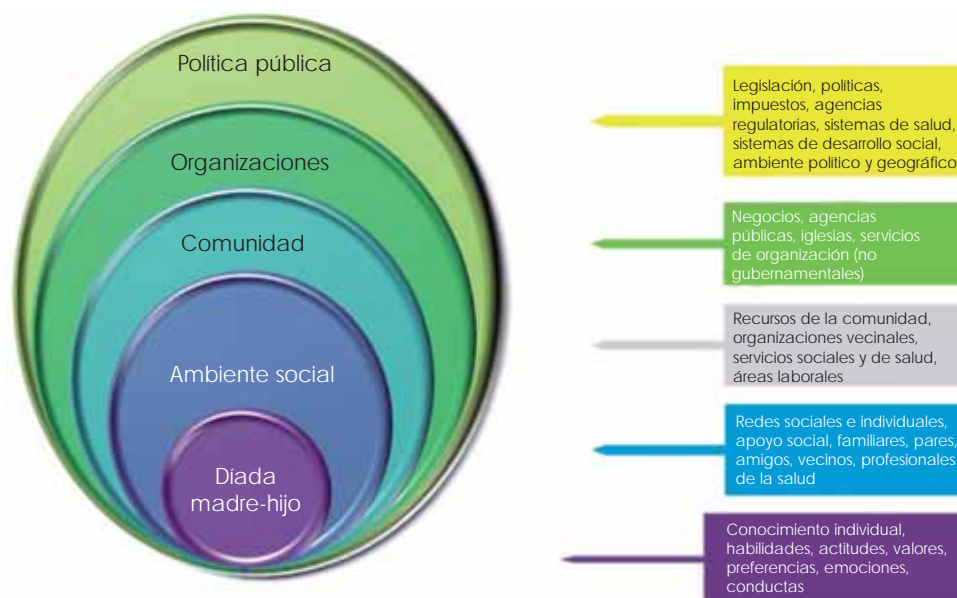 Política pública
Organizaciones
Comunidad
Ambiente social
Díada
madre-hijo
Legislación, políticas,
impuestos, agencias
regulatorias, sistemas de salud,
sistemas de desarrollo social,
ambiente político y geográfico
Negocios, agencias
públicas, iglesias, servicios
de organización (no
gubernamentales)
Recursos de la comunidad,
organizaciones vecinales,
servicios sociales y de salud,
áreas laborales
Redes sociales e individuales,
apoyo social, familiares, pares,
amigos, vecinos, profesionales
de la salud
Conocimiento individual,
habilidades, actitudes, valores,
preferencias, emociones,
conductas